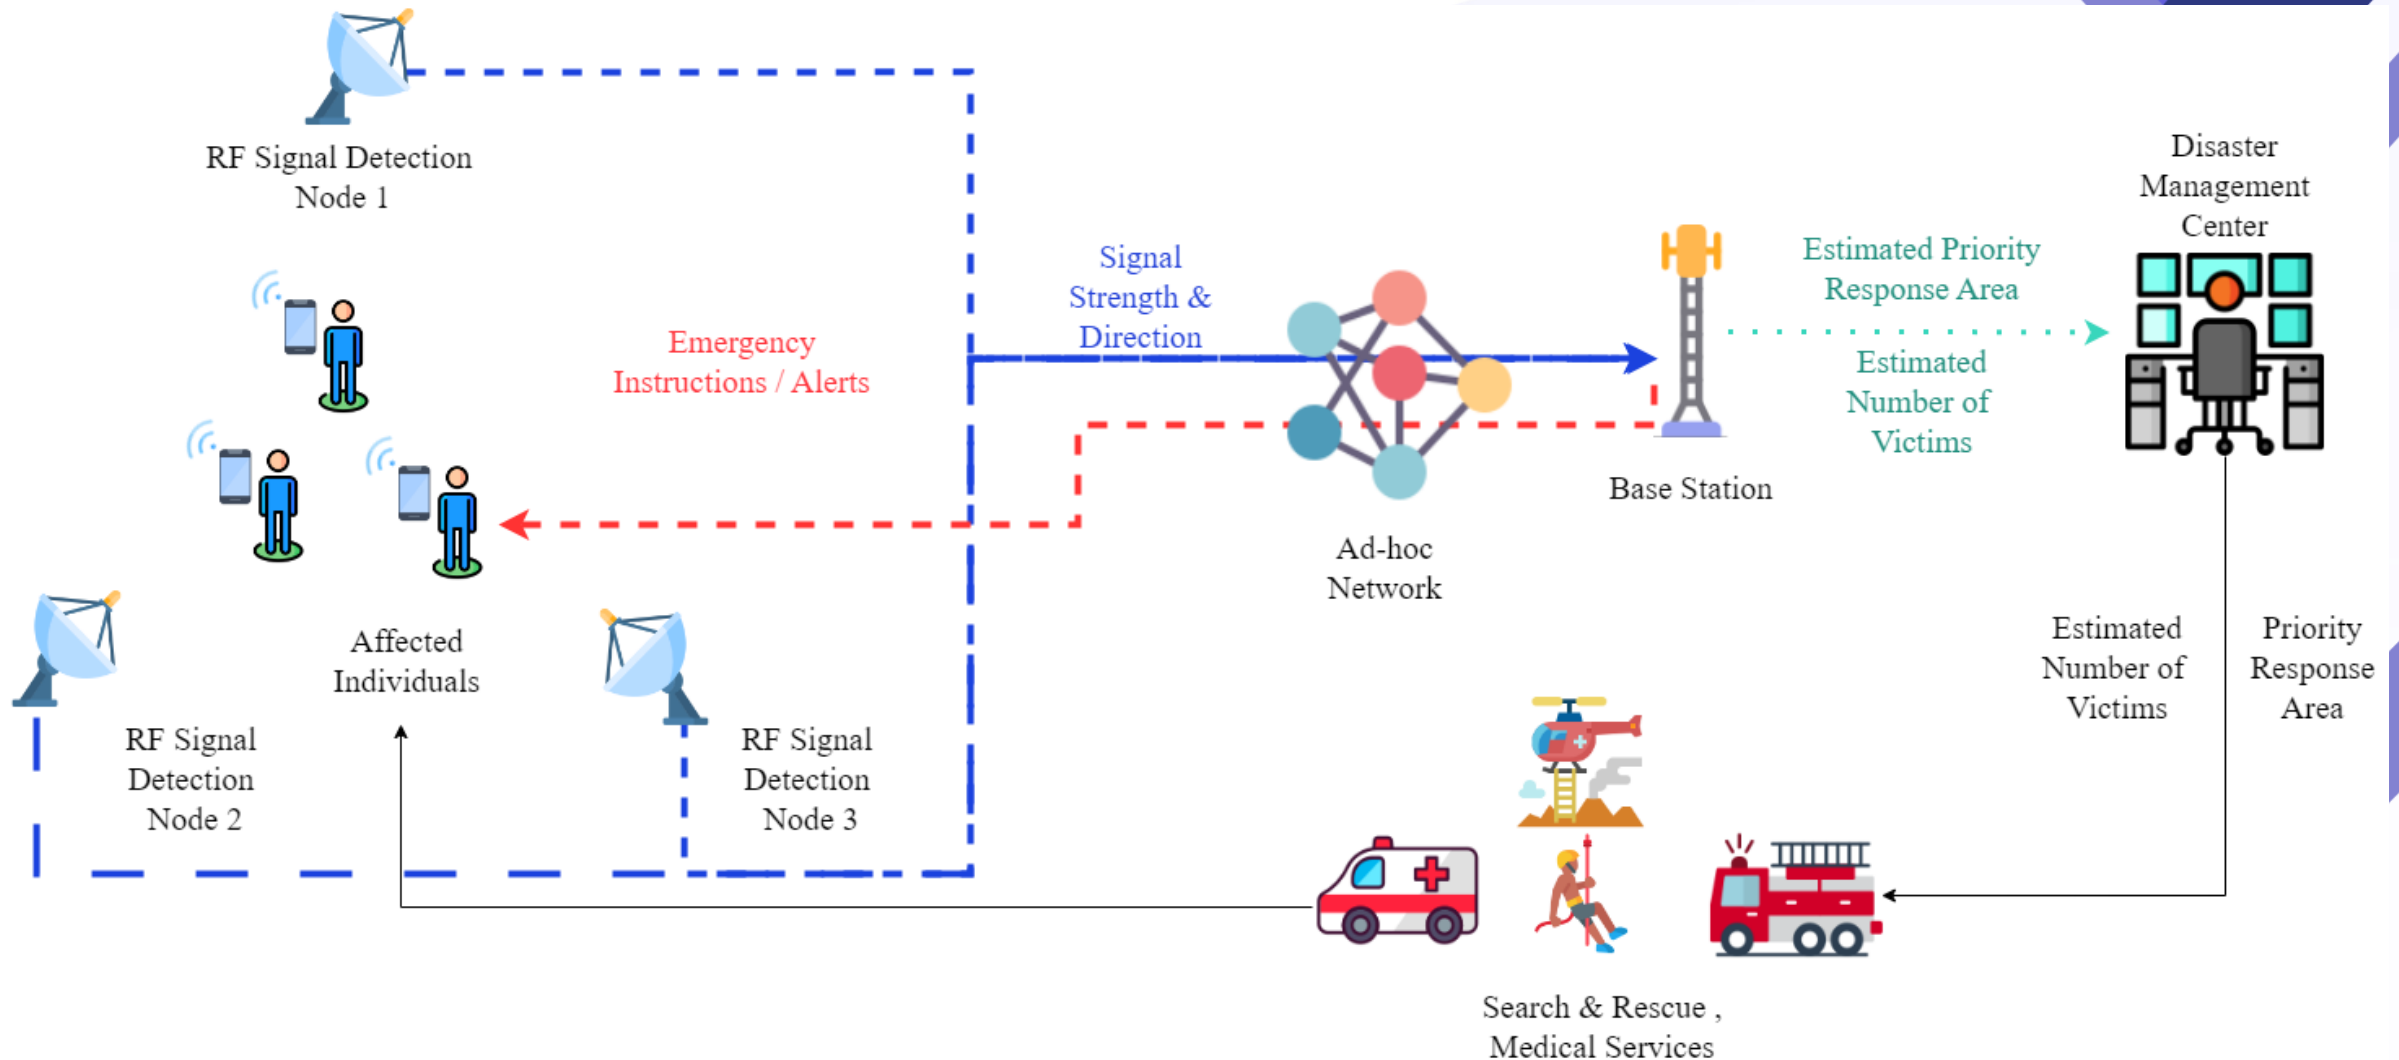 RF Signal Detection
Node 1
Disaster
Management
Center
Signal
Strength &
Direction
Estimated Priority
Response Area
Emergency
Instructions / Alerts
Estimated
Number of
Victims
Base Station
Ad-hoc
Network
Affected
Individuals
Estimated
Number of
Victims
Priority
Response
Area
RF Signal
Detection
Node 2
RF Signal
Detection
Node 3
Search & Rescue ,
Medical Services